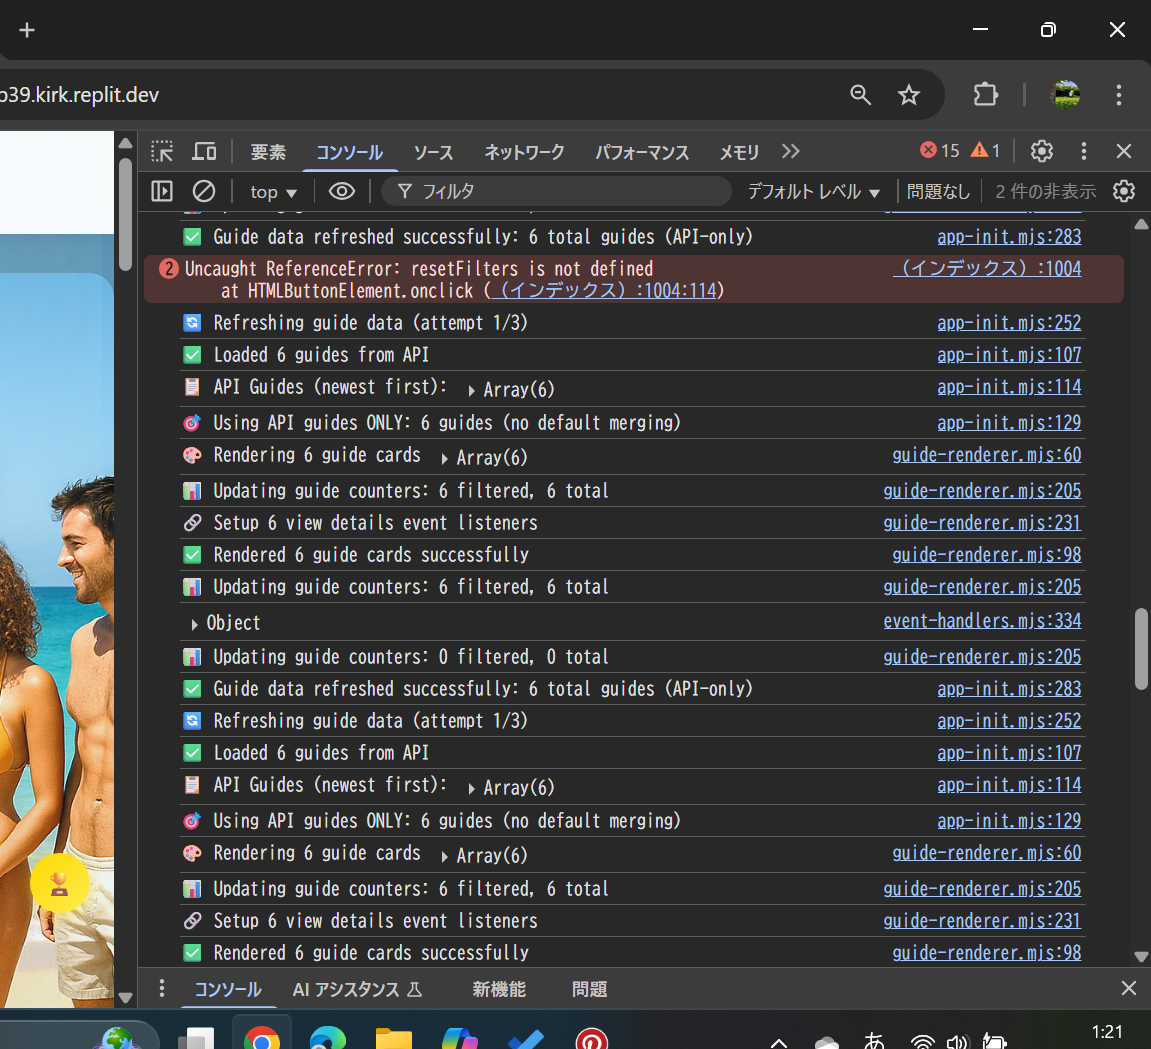 o39.kirk.replit.dev
要素 コンソール ソース ネットワーク パフォーマンス メモリ 15 1
top フィルタ デフォルト レベル 問題なし 2 件の非表示
Guide data refreshed successfully: 6 total guides (API-only) app-init.mjs:283
2 Uncaught ReferenceError: resetFilters is not defined (インデックス):1004
at HTMLButtonElement.onclick ((インデックス):1004:114)
Refreshing guide data (attempt 1/3) app-init.mjs:252
Loaded 6 guides from API app-init.mjs:107
API Guides (newest first): Array(6) app-init.mjs:114
Using API guides ONLY: 6 guides (no default merging) app-init.mjs:129
Rendering 6 guide cards Array(6) guide-renderer.mjs:60
Updating guide counters: 6 filtered, 6 total guide-renderer.mjs:205
Setup 6 view details event listeners guide-renderer.mjs:231
Rendered 6 guide cards successfully guide-renderer.mjs:98
Updating guide counters: 6 filtered, 6 total guide-renderer.mjs:205
Object event-handlers.mjs:334
Updating guide counters: 0 filtered, 0 total guide-renderer.mjs:205
Guide data refreshed successfully: 6 total guides (API-only) app-init.mjs:283
Refreshing guide data (attempt 1/3) app-init.mjs:252
Loaded 6 guides from API app-init.mjs:107
API Guides (newest first): Array(6) app-init.mjs:114
Using API guides ONLY: 6 guides (no default merging) app-init.mjs:129
Rendering 6 guide cards Array(6) guide-renderer.mjs:60
Updating guide counters: 6 filtered, 6 total guide-renderer.mjs:205
Setup 6 view details event listeners guide-renderer.mjs:231
Rendered 6 guide cards successfully guide-renderer.mjs:98
コンソール AI アシスタンス 新機能 問題
あ 1:21